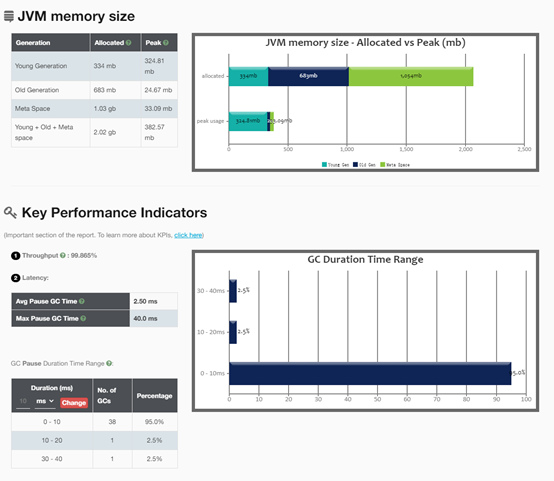 JVM memory size
Generation Allocated Peak
Young Generation 334 mb 324.81 mb
Old Generation 683 mb 24.67 mb
Meta Space 1.03 gb 33.09 mb
Young + Old + Meta space 2.02 gb 382.57 mb
JVM memory size - Allocated vs Peak (mb)
allocated 334mb 683mb 1,054mb
peak usage 324.81mb 33.09mb
0 500 1,000 1,500 2,000 2,500
Young Gen Old Gen Meta Space
Key Performance Indicators
(Important section of the report. To learn more about KPIs, click here)
1 Throughput : 99.865%
2 Latency:
Avg Pause GC Time 2.50 ms
Max Pause GC Time 40.0 ms
GC Pause Duration Time Range :
Duration (ms) No. of GCs Percentage
10 ms Change
0 - 10 38 95.0%
10 - 20 1 2.5%
30 - 40 1 2.5%
GC Duration Time Range
30 - 40ms 2.5%
10 - 20ms 2.5%
0 - 10ms 95.0%
0 10 20 30 40 50 60 70 80 90 100